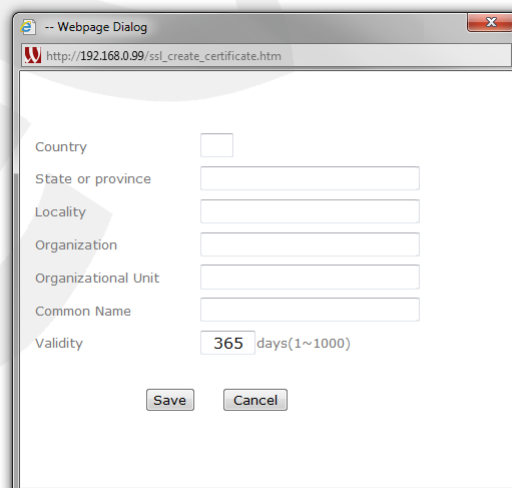 -- Webpage Dialog
x
http://192.168.0.99/ssl_create_certificate.htm
Country
State or province
Locality
Organization
Organizational Unit
Common Name
Validity 365 days(1~1000)
Save Cancel